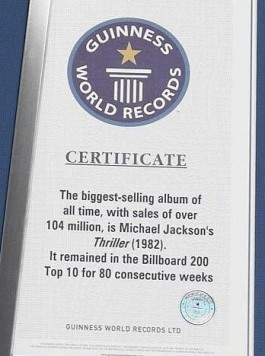 GUINNESS
WORLD RECORDS
CERTIFICATE
The biggest-selling album of
all time, with sales of over
104 million, is Michael Jackson's
Thriller (1982).
It remained in the Billboard 200
Top 10 for 80 consecutive weeks
GUINNESS WORLD RECORDS LTD